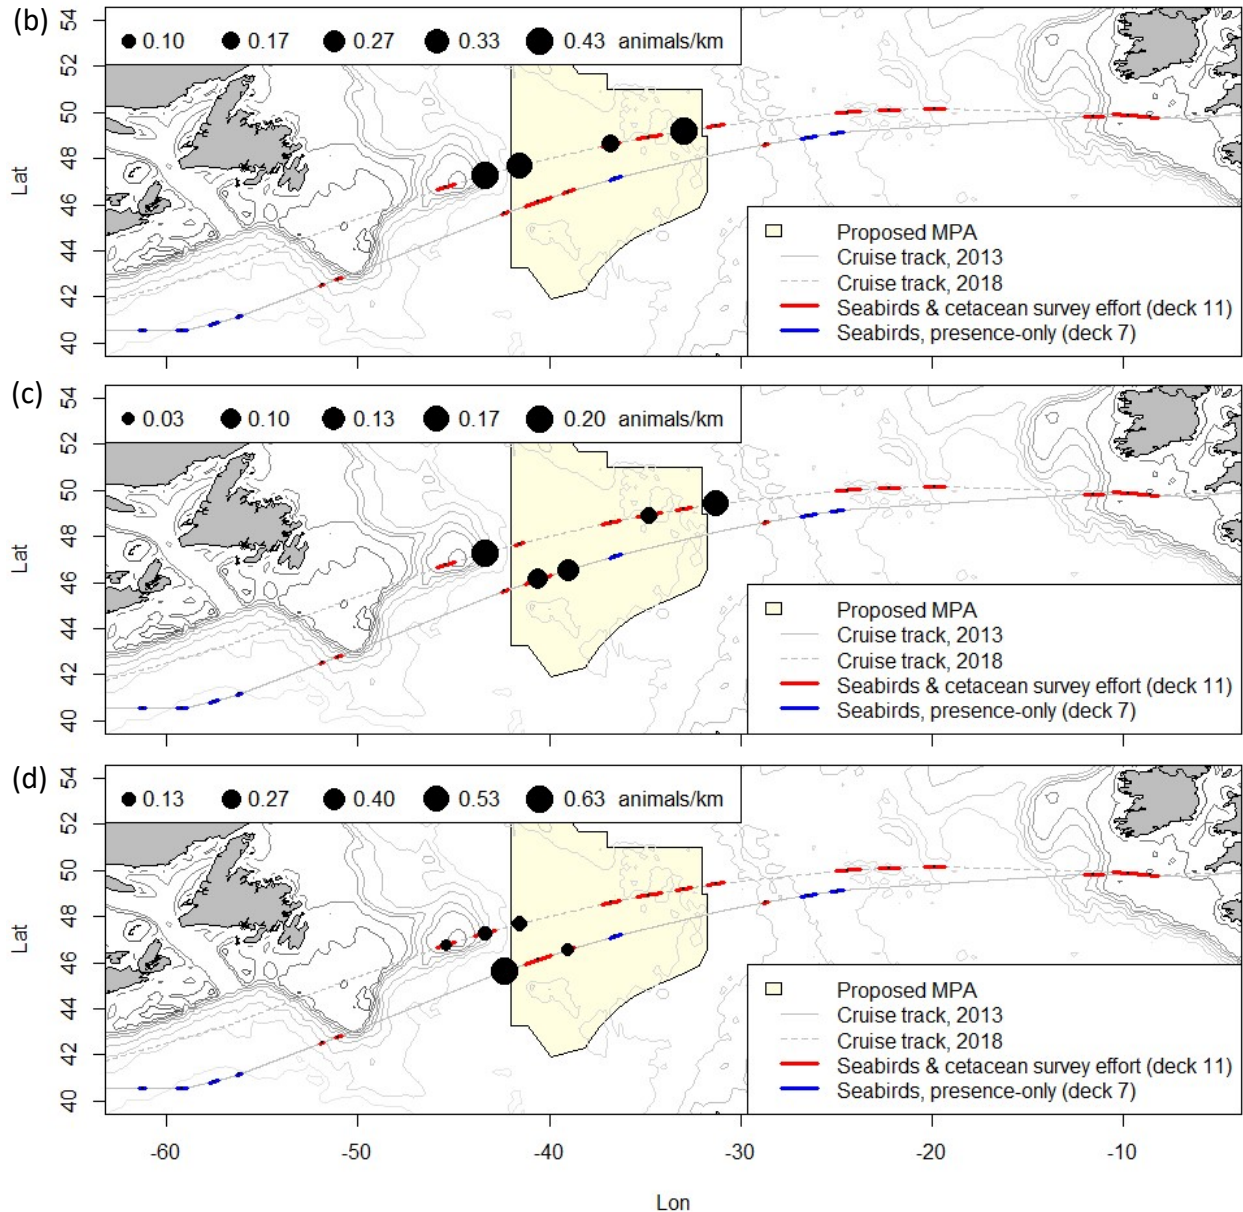 (b)
0.10 0.17 0.27 0.33 0.43 animals/km
54
52
50
48
46
44
42
40
Lat
Proposed MPA
Cruise track, 2013
Cruise track, 2018
Seabirds & cetacean survey effort (deck 11)
Seabirds, presence-only (deck 7)
(c)
0.03 0.10 0.13 0.17 0.20 animals/km
54
52
50
48
46
44
42
40
Lat
Proposed MPA
Cruise track, 2013
Cruise track, 2018
Seabirds & cetacean survey effort (deck 11)
Seabirds, presence-only (deck 7)
(d)
0.13 0.27 0.40 0.53 0.63 animals/km
54
52
50
48
46
44
42
40
Lat
Proposed MPA
Cruise track, 2013
Cruise track, 2018
Seabirds & cetacean survey effort (deck 11)
Seabirds, presence-only (deck 7)
-60 -50 -40 -30 -20 -10
Lon